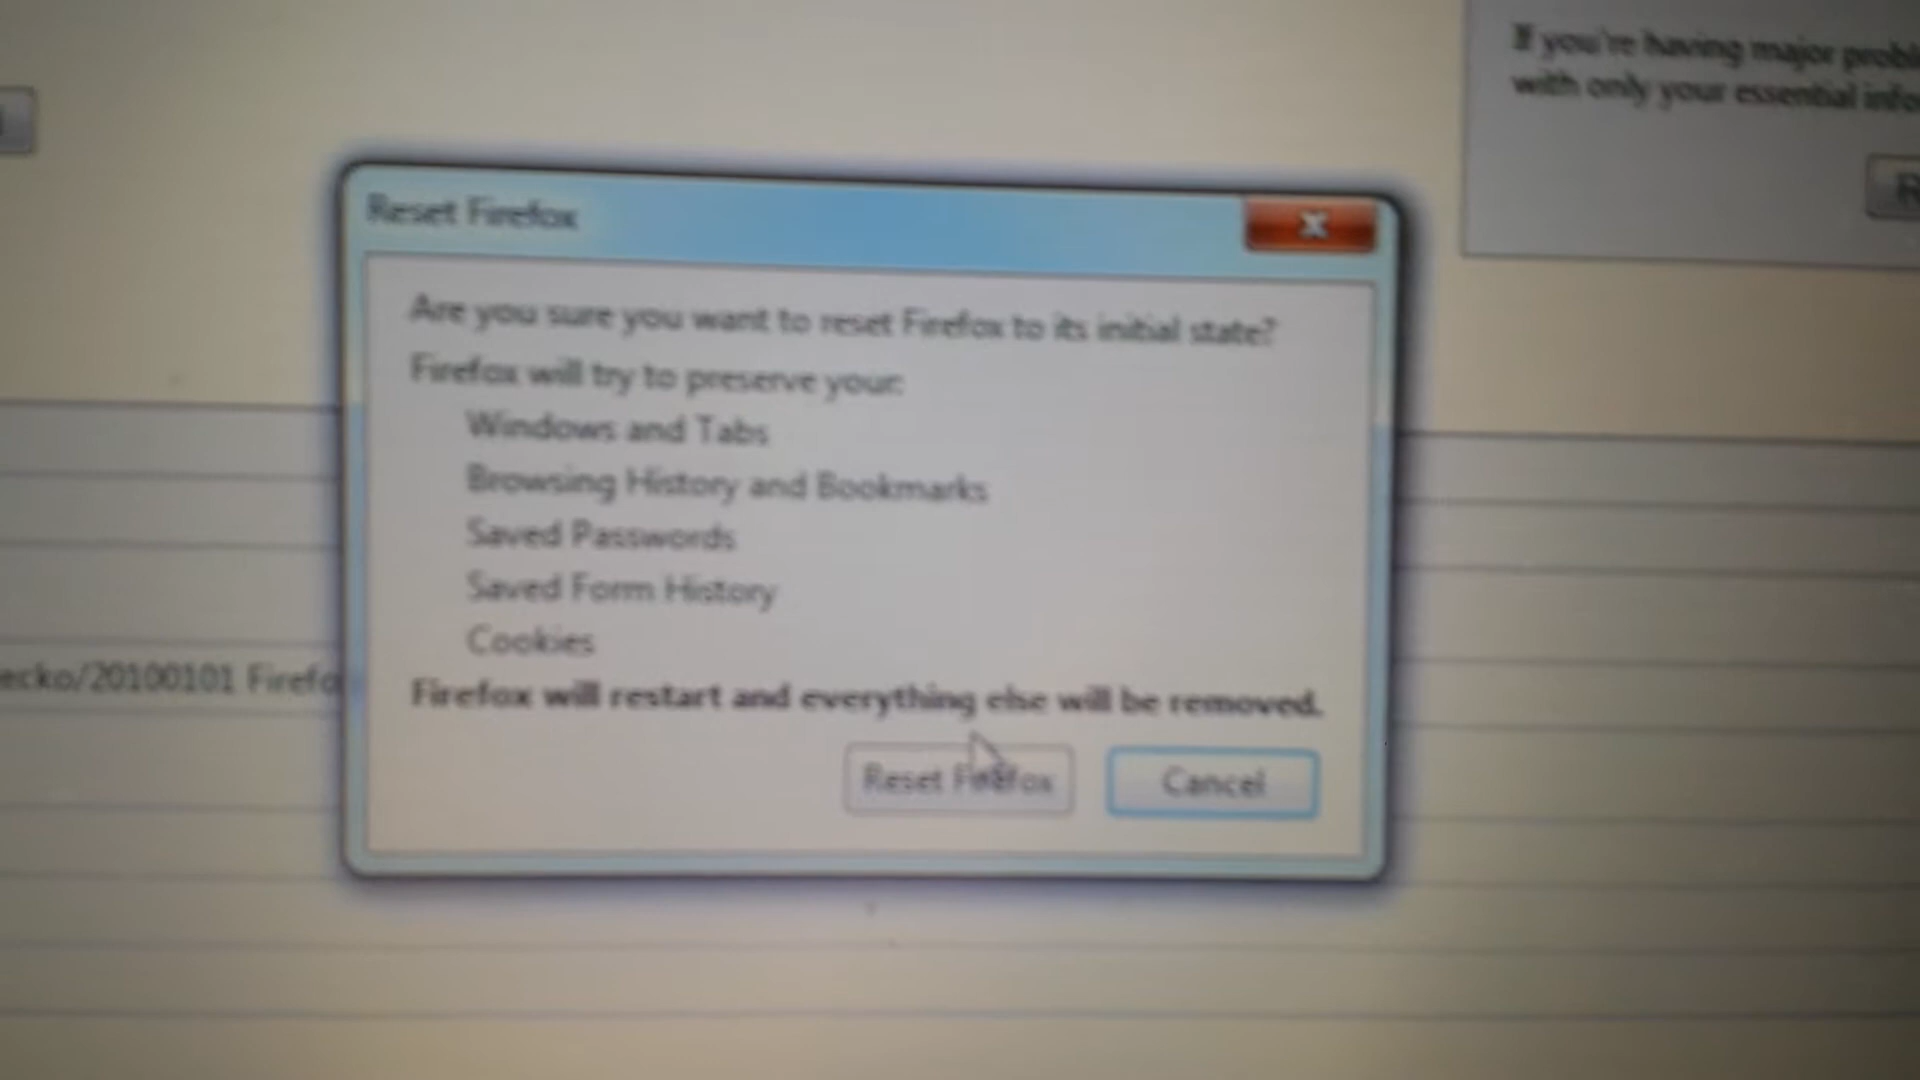 If you're having major
with only your essential
Reset Firefox
Are you sure you want to reset Firefox to its initial state?
Firefox will try to preserve your:
Windows and Tabs
Browsing History and Bookmarks
Saved Passwords
Saved Form History
Cookies
ecko/20100101 Firefo
Firefox will restart and everything else will be removed.
Reset Firefox
Cancel